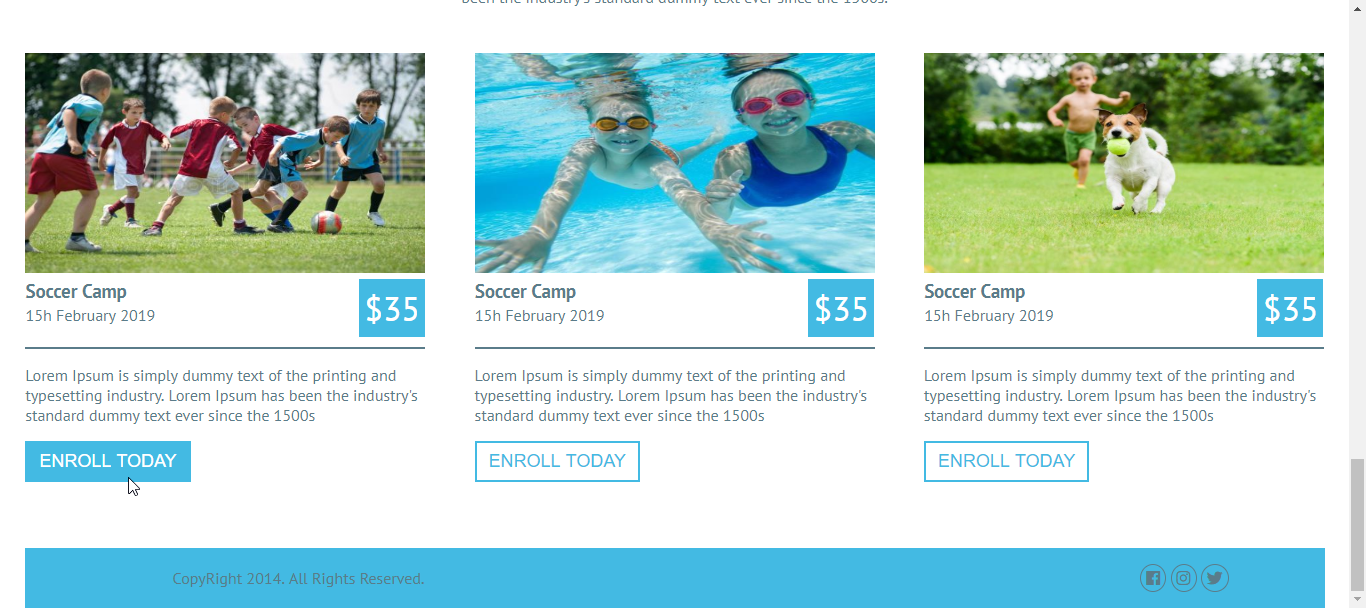 been the industry's standard dummy text ever since the 1500s.
Soccer Camp
15h February 2019
$35
Lorem Ipsum is simply dummy text of the printing and
typesetting industry. Lorem Ipsum has been the industry's
standard dummy text ever since the 1500s
ENROLL TODAY
Soccer Camp
15h February 2019
$35
Lorem Ipsum is simply dummy text of the printing and
typesetting industry. Lorem Ipsum has been the industry's
standard dummy text ever since the 1500s
ENROLL TODAY
Soccer Camp
15h February 2019
$35
Lorem Ipsum is simply dummy text of the printing and
typesetting industry. Lorem Ipsum has been the industry's
standard dummy text ever since the 1500s
ENROLL TODAY
CopyRight 2014. All Rights Reserved.